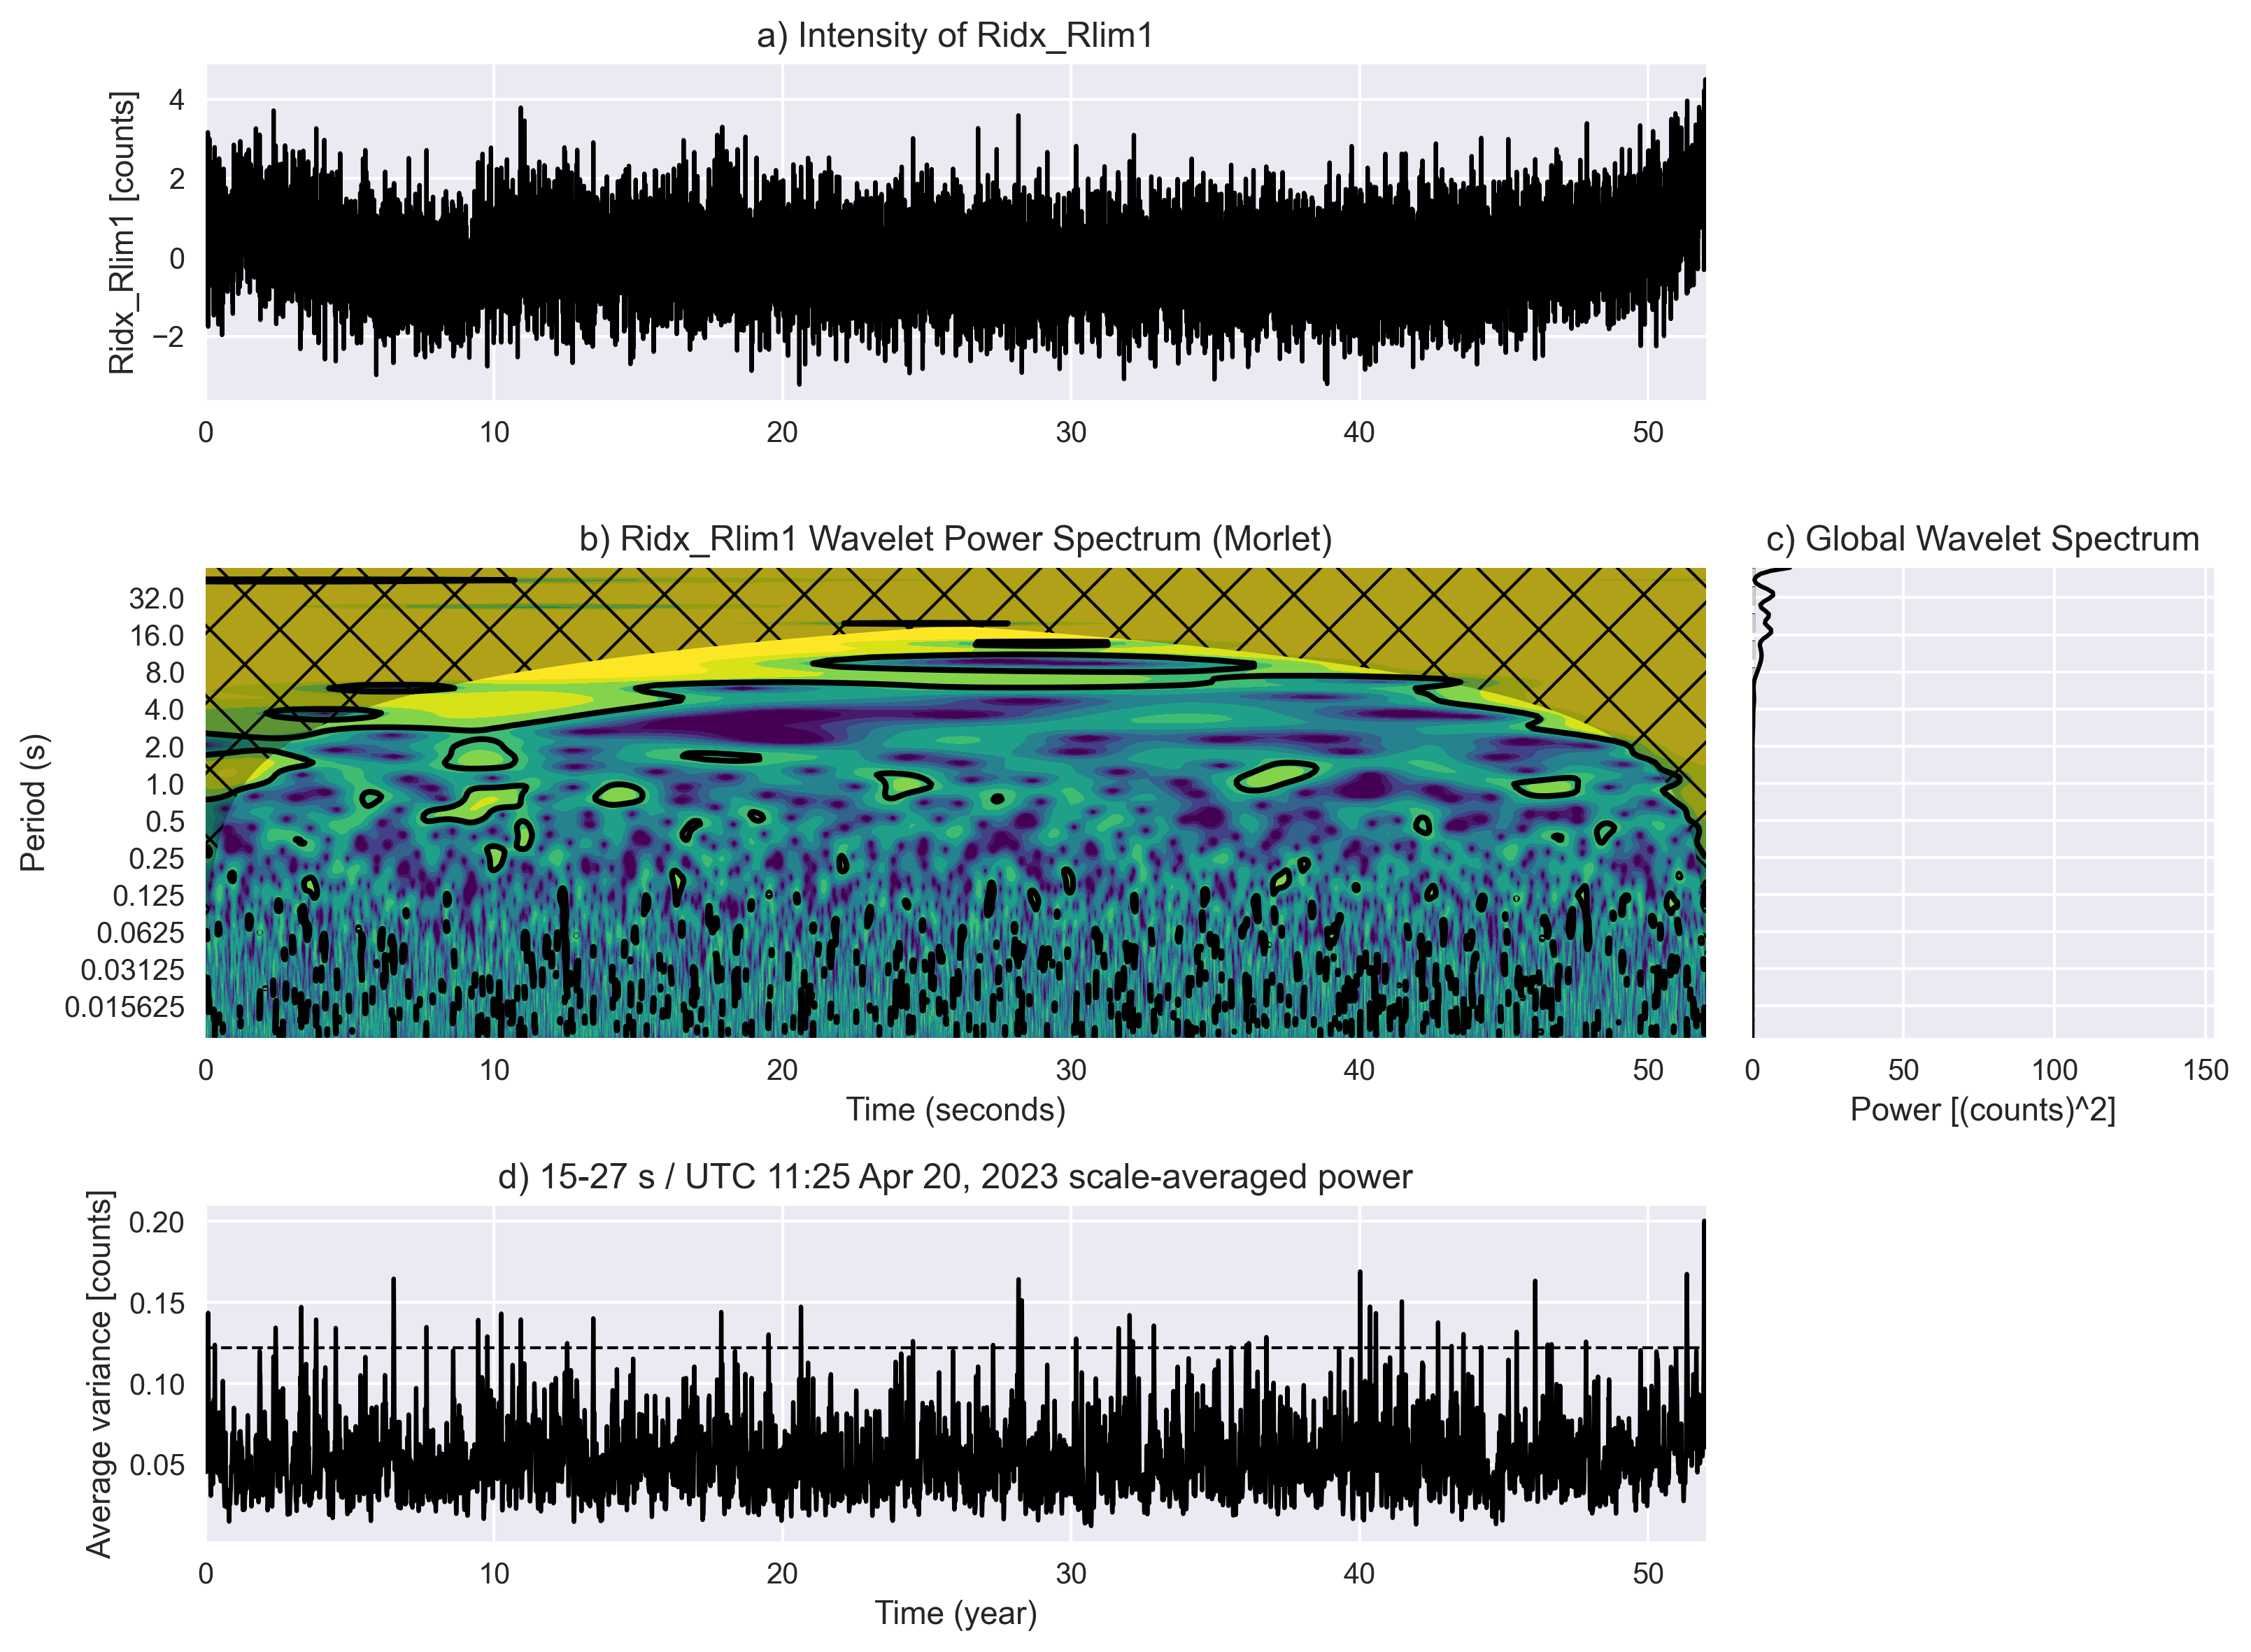 a) Intensity of Ridx_Rlim1
Ridx_Rlim1 [counts]
4
2
0
−2
0 10 20 30 40 50
b) Ridx_Rlim1 Wavelet Power Spectrum (Morlet)
Period (s)
32.0
16.0
8.0
4.0
2.0
1.0
0.5
0.25
0.125
0.0625
0.03125
0.015625
0 10 20 30 40 50
Time (seconds)
c) Global Wavelet Spectrum
0 50 100 150
Power [(counts)^2]
d) 15-27 s / UTC 11:25 Apr 20, 2023 scale-averaged power
Average variance [counts]
0.20
0.15
0.10
0.05
0 10 20 30 40 50
Time (year)